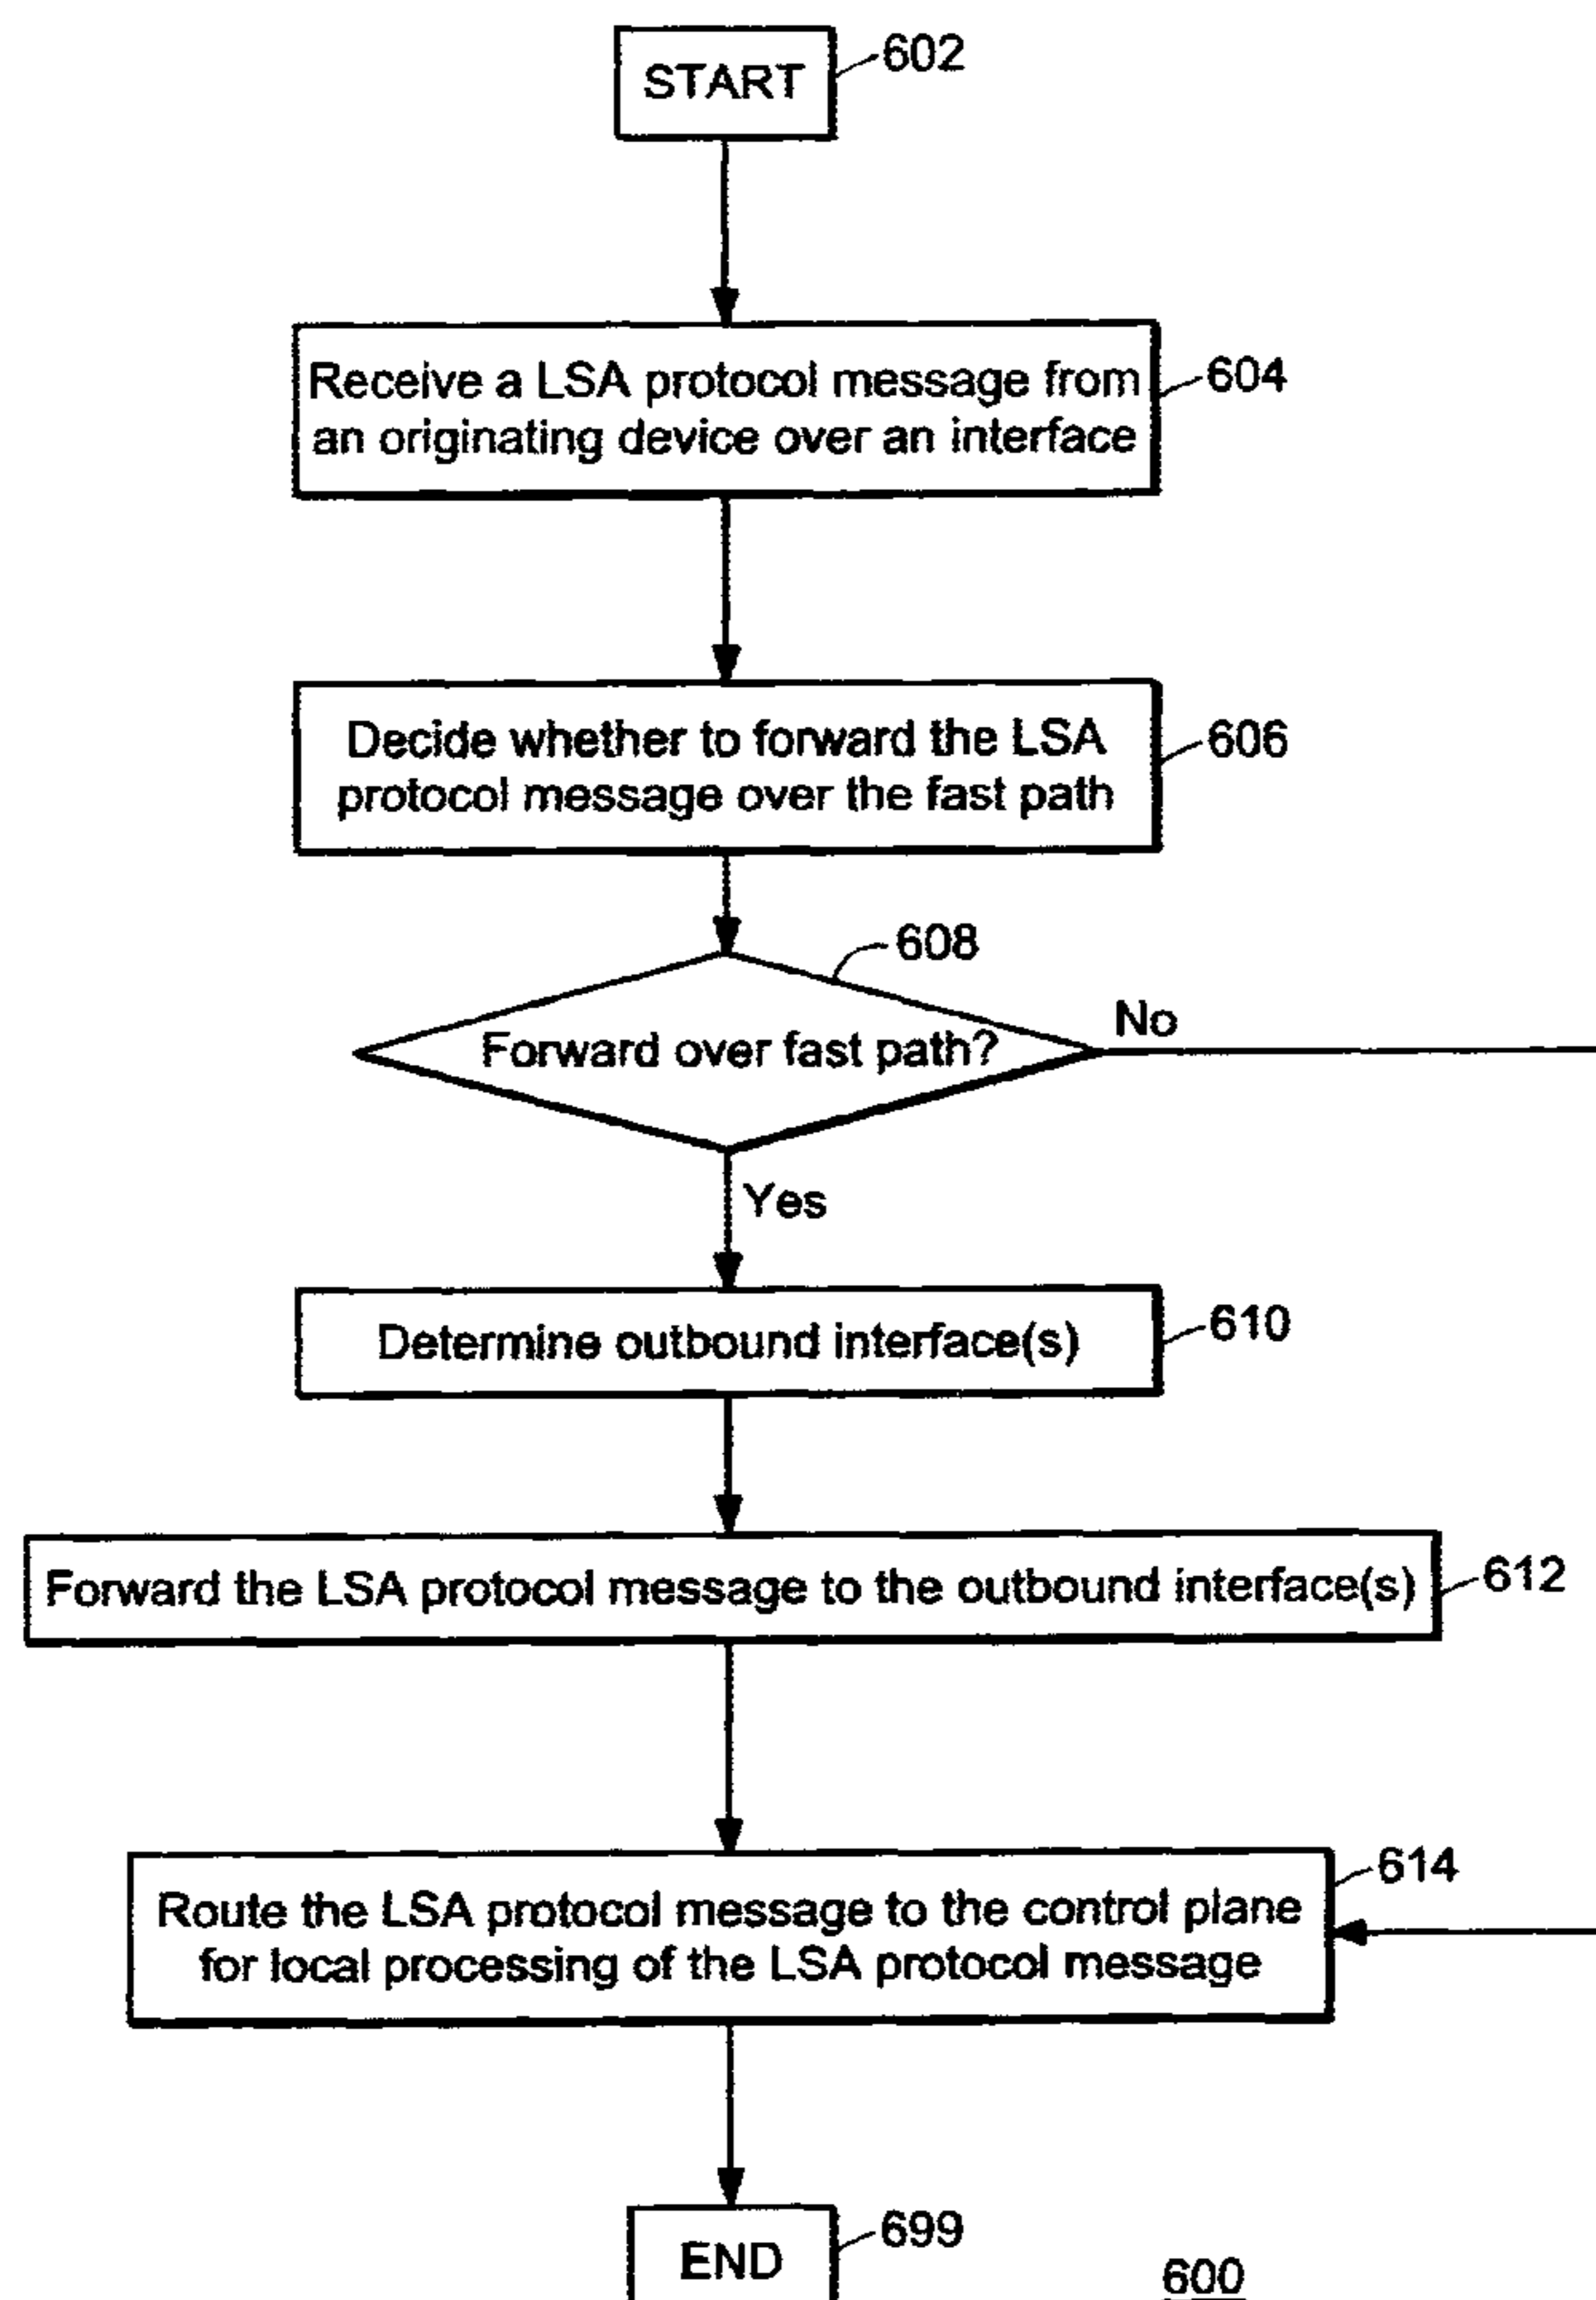 START
602
Receive a LSA protocol message from
an originating device over an interface
604
Decide whether to forward the LSA
protocol message over the fast path
606
608
Forward over fast path?
No
Yes
Determine outbound interface(s)
610
Forward the LSA protocol message to the outbound interface(s)
612
614
Route the LSA protocol message to the control plane
for local processing of the LSA protocol message
END
699
600